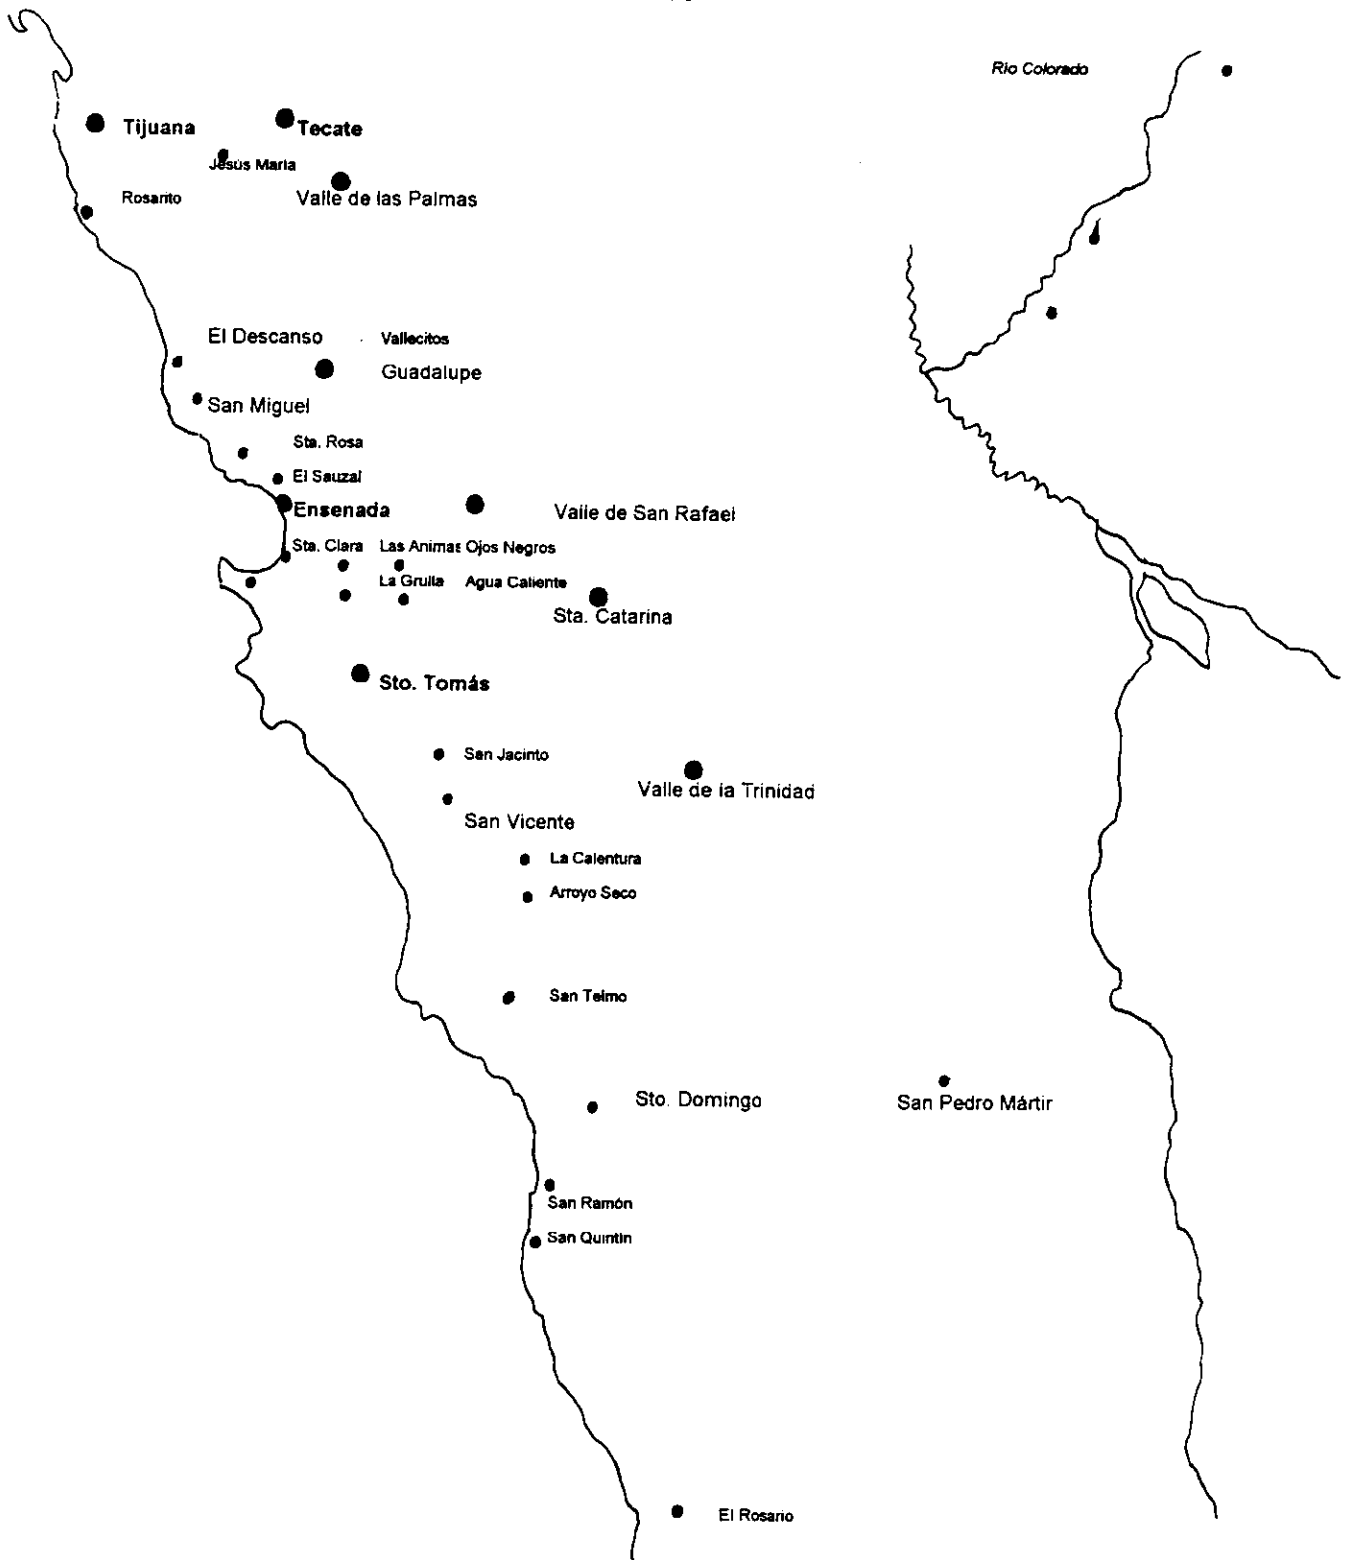 Rio Colorado
Tijuana
Tecate
Jesús María
Rosarito
Valle de las Palmas
El Descanso
Vallecitos
Guadalupe
San Miguel
Sta. Rosa
El Sauzal
Ensenada
Valle de San Rafael
Sta. Clara
Las Animas
Ojos Negros
La Grulla
Agua Caliente
Sta. Catarina
Sto. Tomás
San Jacinto
Valle de la Trinidad
San Vicente
La Calentura
Arroyo Seco
San Telmo
Sto. Domingo
San Pedro Mártir
San Ramón
San Quintin
El Rosario